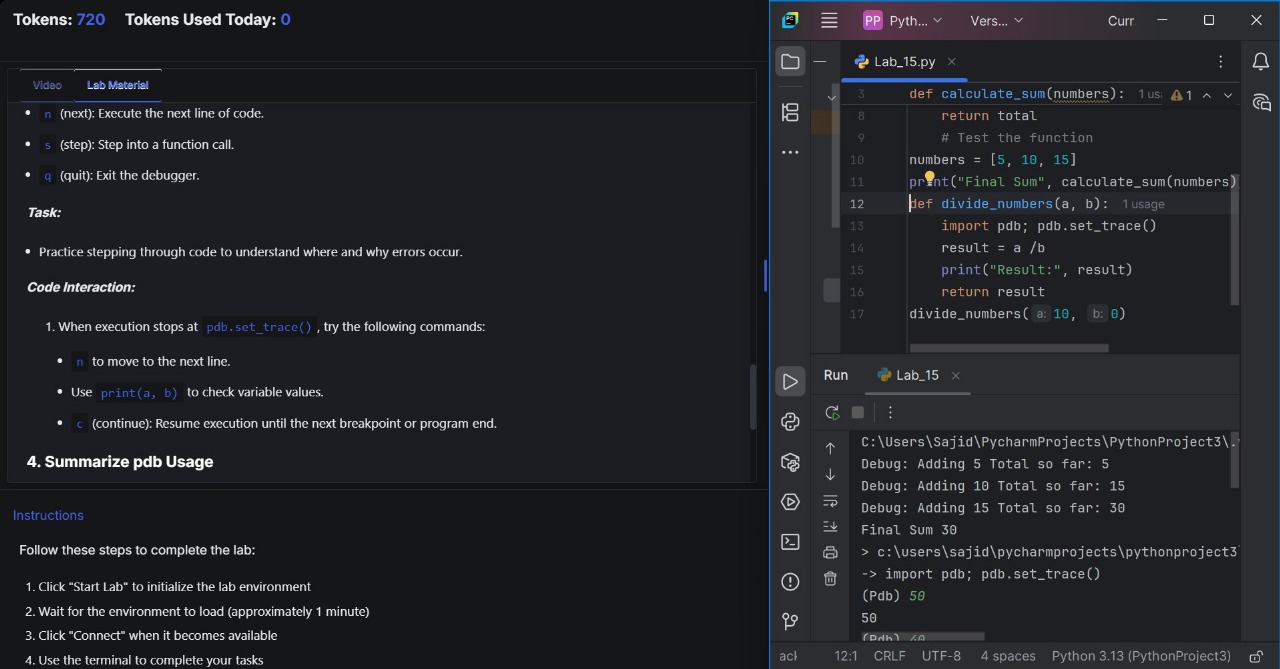 Tokens: 720 Tokens Used Today: 0
Video Lab Material
n (next): Execute the next line of code.
s (step): Step into a function call.
q (quit): Exit the debugger.
Task:
Practice stepping through code to understand where and why errors occur.
Code Interaction:
1. When execution stops at pdb.set_trace() , try the following commands:
n to move to the next line.
Use print(a, b) to check variable values.
c (continue): Resume execution until the next breakpoint or program end.
4. Summarize pdb Usage
Instructions
Follow these steps to complete the lab:
1. Click "Start Lab" to initialize the lab environment
2. Wait for the environment to load (approximately 1 minute)
3. Click "Connect" when it becomes available
4. Use the terminal to complete your tasks
PC PP Pyth... Vers... Curr
Lab_15.py
3 def calculate_sum(numbers): 1 us 1
8 return total
9 # Test the function
10 numbers = [5, 10, 15]
11 print("Final Sum", calculate_sum(numbers)
12 def divide_numbers(a, b): 1 usage
13 import pdb; pdb.set_trace()
14 result = a /b
15 print("Result:", result)
16 return result
17 divide_numbers( a: 10, b: 0)
Run Lab_15
C:\Users\Sajid\PycharmProjects\PythonProject3\.
Debug: Adding 5 Total so far: 5
Debug: Adding 10 Total so far: 15
Debug: Adding 15 Total so far: 30
Final Sum 30
> c:\users\sajid\pycharmprojects\pythonproject3
-> import pdb; pdb.set_trace()
(Pdb) 50
50
(Pdb) 40
ack 12:1 CRLF UTF-8 4 spaces Python 3.13 (PythonProject3)